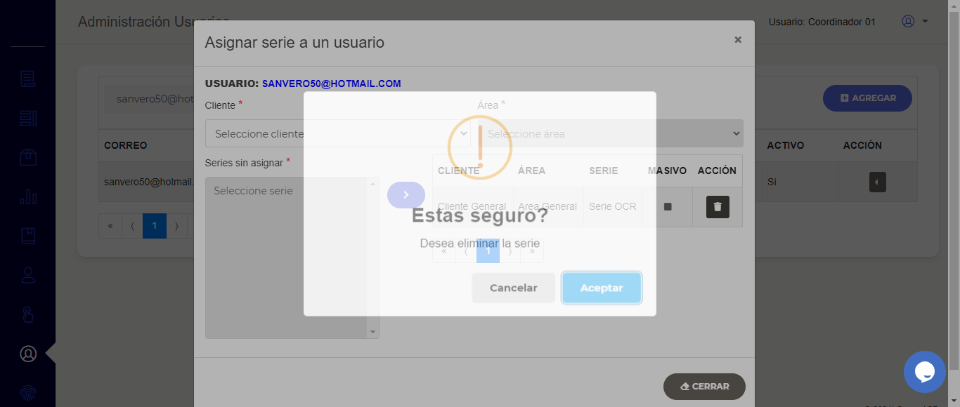 Administración Usuarios
Usuario: Coordinador 01
Asignar serie a un usuario
×
USUARIO: SANVERO50@HOTMAIL.COM
Cliente *
Área *
sanvero50@hot
AGREGAR
Seleccione cliente
Seleccione área
CORREO
ACTIVO
ACCIÓN
Series sin asignar *
Seleccione serie
CLIENTE ÁREA SERIE MASIVO ACCIÓN
sanvero50@hotmail.
Si
Cliente General Area General Serie OCR
Estas seguro?
Desea eliminar la serie
« ⟨ 1
« ⟨ 1 ⟩ »
Cancelar
Aceptar
CERRAR